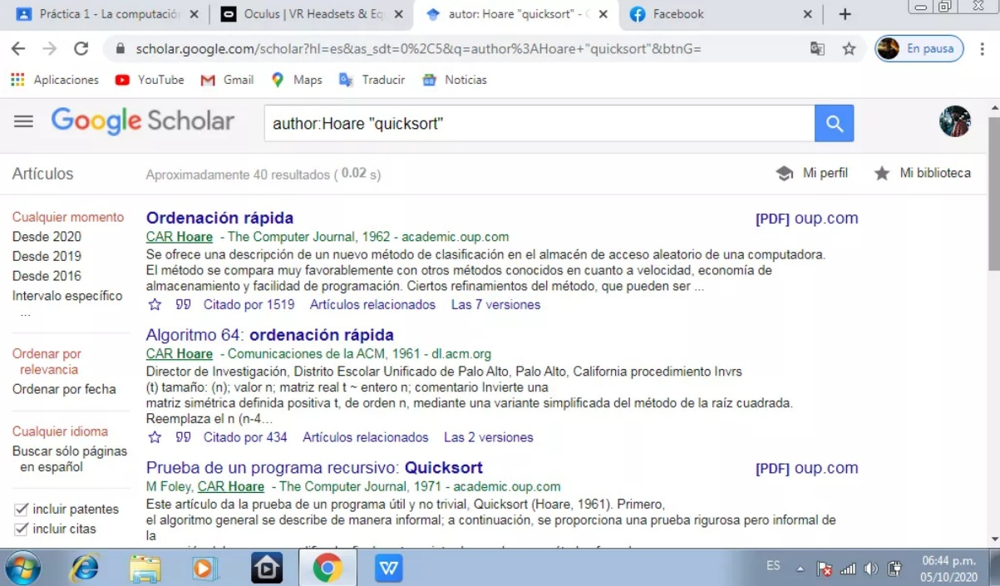 Práctica 1 - La computación
Oculus | VR Headsets & Eq
autor: Hoare "quicksort" -
Facebook
scholar.google.com/scholar?hl=es&as_sdt=0%2C5&q=author%3AHoare+"quicksort"&btnG=
En pausa
Aplicaciones YouTube Gmail Maps Traducir Noticias
Google Scholar
author:Hoare "quicksort"
Artículos
Aproximadamente 40 resultados ( 0.02 s)
Mi perfil
Mi biblioteca
Cualquier momento
Desde 2020
Desde 2019
Desde 2016
Intervalo específico
...
Ordenar por
relevancia
Ordenar por fecha
Cualquier idioma
Buscar sólo páginas
en español
incluir patentes
incluir citas
Ordenación rápida
[PDF] oup.com
CAR Hoare - The Computer Journal, 1962 - academic.oup.com
Se ofrece una descripción de un nuevo método de clasificación en el almacén de acceso aleatorio de una computadora.
El método se compara muy favorablemente con otros métodos conocidos en cuanto a velocidad, economía de
almacenamiento y facilidad de programación. Ciertos refinamientos del método, que pueden ser ...
Citado por 1519 Artículos relacionados Las 7 versiones
Algoritmo 64: ordenación rápida
CAR Hoare - Comunicaciones de la ACM, 1961 - dl.acm.org
Director de Investigación, Distrito Escolar Unificado de Palo Alto, Palo Alto, California procedimiento Invrs
(t) tamaño: (n); valor n; matriz real t ~ entero n; comentario Invierte una
matriz simétrica definida positiva t, de orden n, mediante una variante simplificada del método de la raíz cuadrada.
Reemplaza el n (n-4...
Citado por 434 Artículos relacionados Las 2 versiones
Prueba de un programa recursivo: Quicksort
[PDF] oup.com
M Foley, CAR Hoare - The Computer Journal, 1971 - academic.oup.com
Este artículo da la prueba de un programa útil y no trivial, Quicksort (Hoare, 1961). Primero,
el algoritmo general se describe de manera informal; a continuación, se proporciona una prueba rigurosa pero informal de
la
ES
06:44 p.m.
05/10/2020